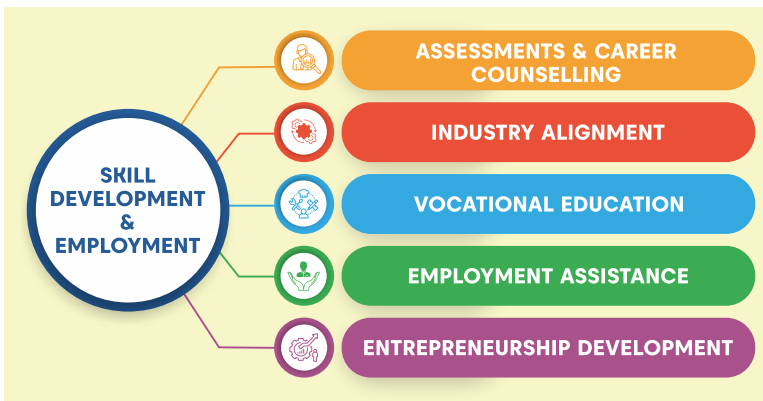 SKILL
DEVELOPMENT
&
EMPLOYMENT
ASSESSMENTS & CAREER
COUNSELLING
INDUSTRY ALIGNMENT
VOCATIONAL EDUCATION
EMPLOYMENT ASSISTANCE
ENTREPRENEURSHIP DEVELOPMENT